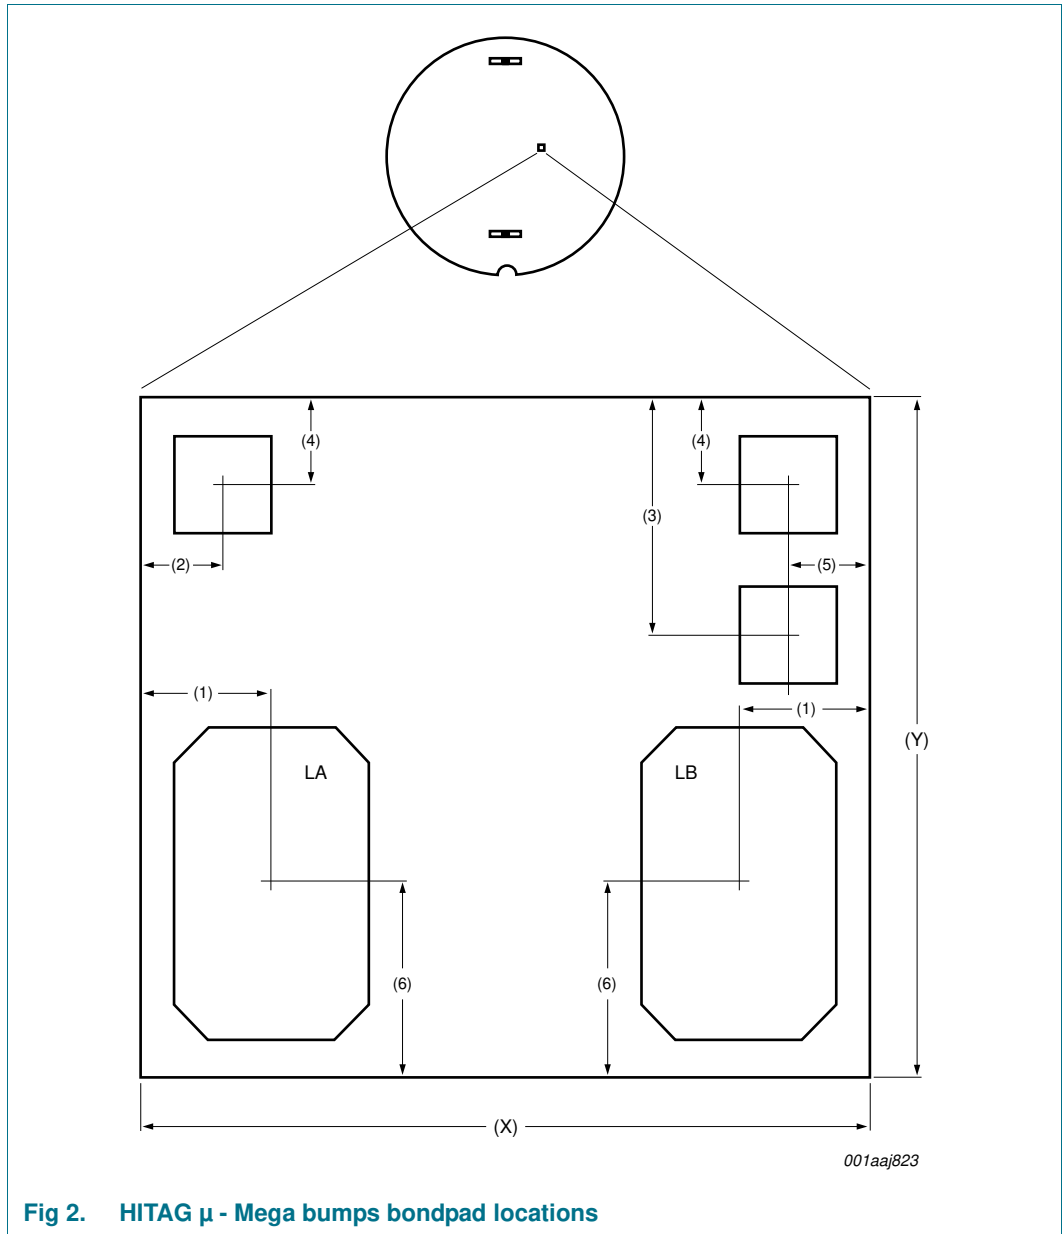 (4)
(4)
(3)
(2)
(5)
(1)
(1)
(Y)
LA
LB
(6)
(6)
(X)
001aaj823
Fig 2. HITAG µ - Mega bumps bondpad locations